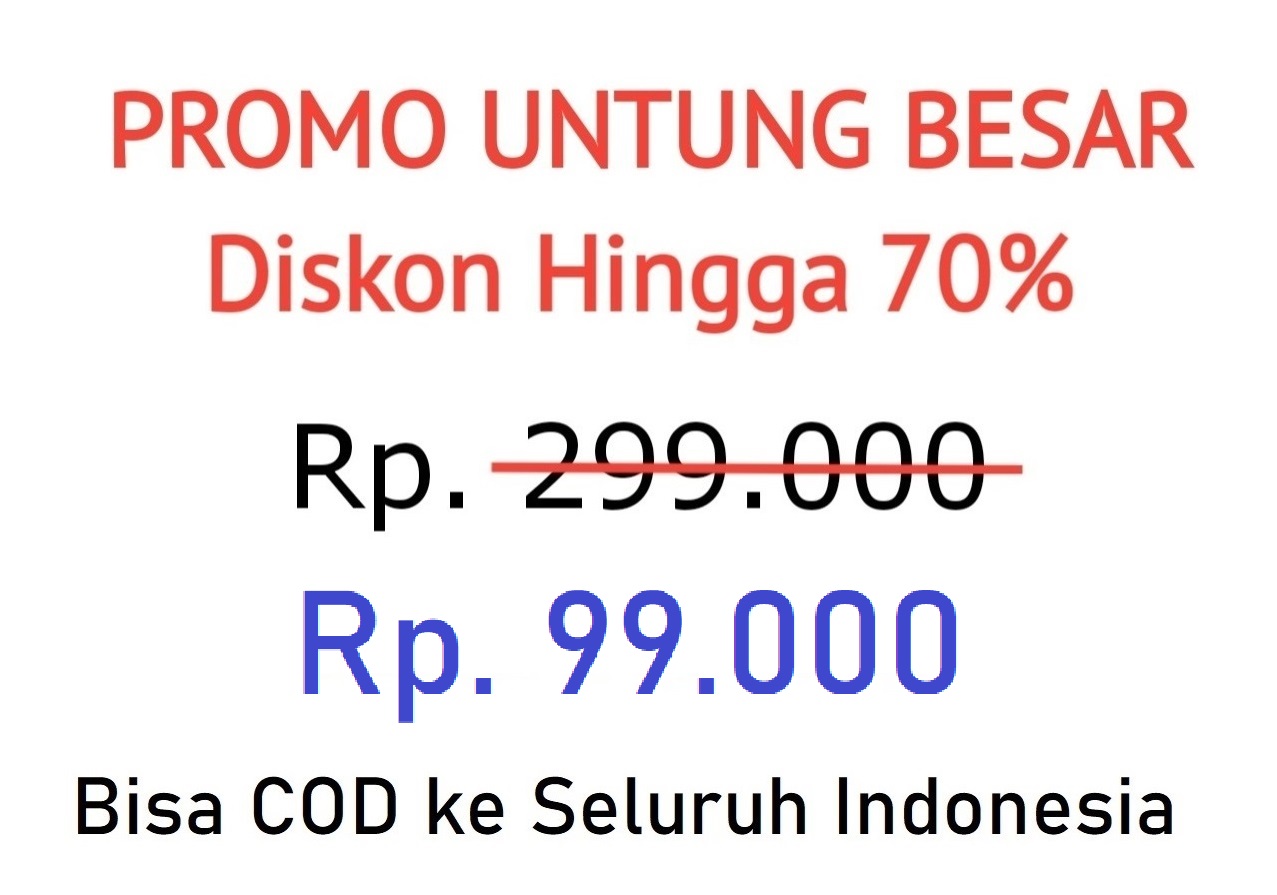 PROMO UNTUNG BESAR
Diskon Hingga 70%
Rp. 299.000
Rp. 99.000
Bisa COD ke Seluruh Indonesia